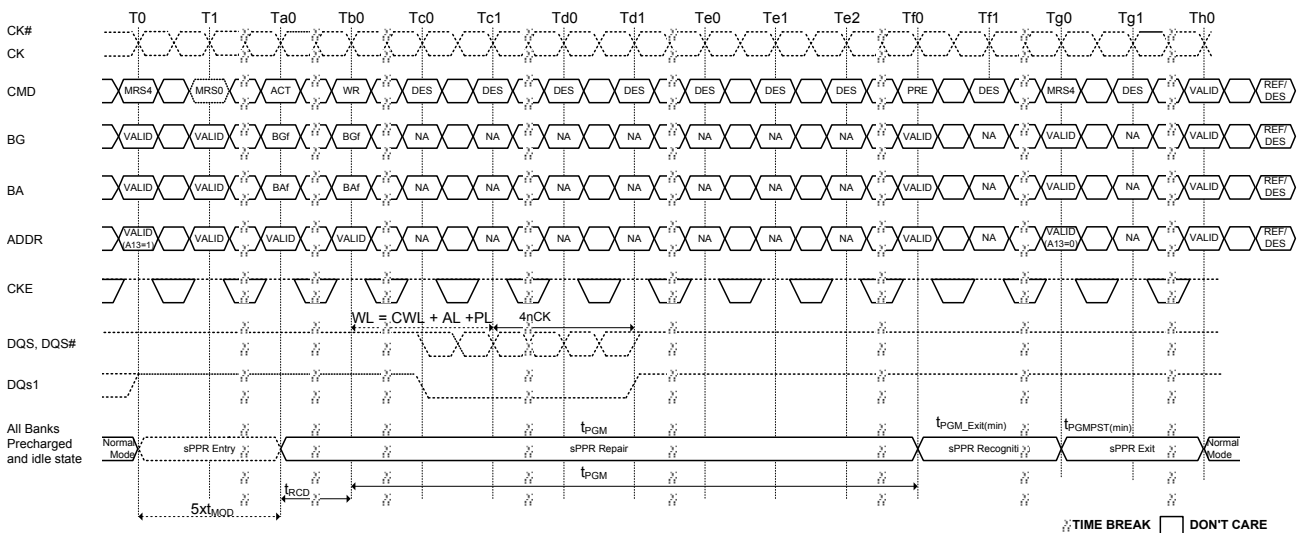 T0 T1 Ta0 Tb0 Tc0 Tc1 Td0 Td1 Te0 Te1 Te2 Tf0 Tf1 Tg0 Tg1 Th0
CK#
CK
CMD MRS4 MRS0 ACT WR DES DES DES DES DES DES DES PRE DES MRS4 DES VALID REF/DES
BG VALID VALID BGf BGf NA NA NA NA NA NA NA VALID NA VALID NA VALID REF/DES
BA VALID VALID BAf BAf NA NA NA NA NA NA NA VALID NA VALID NA VALID REF/DES
ADDR VALID (A13=1) VALID VALID VALID NA NA NA NA NA NA NA VALID NA VALID (A13=0) NA VALID REF/DES
CKE
WL = CWL + AL +PL 4nCK
DQS, DQS#
DQs1
All Banks
Precharged
and idle state
tPGM tPGM_Exit(min) tPGMPST(min)
Normal Mode sPPR Entry sPPR Repair sPPR Recogniti sPPR Exit Normal Mode
tRCD tPGM
5xtMOD
TIME BREAK DON'T CARE